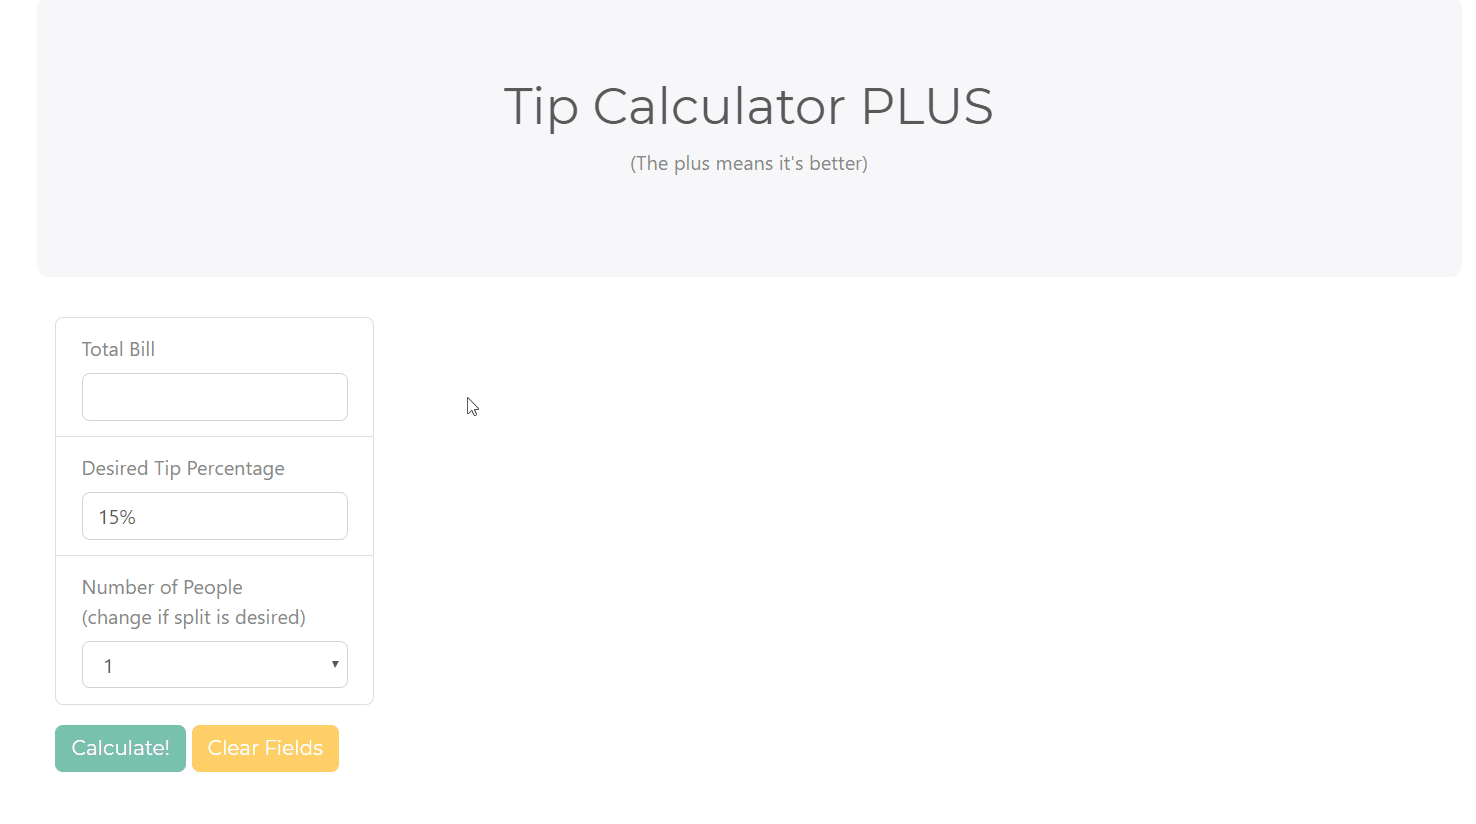 Tip Calculator PLUS
(The plus means it's better)
Total Bill
Desired Tip Percentage
15%
Number of People
(change if split is desired)
1
Calculate! Clear Fields